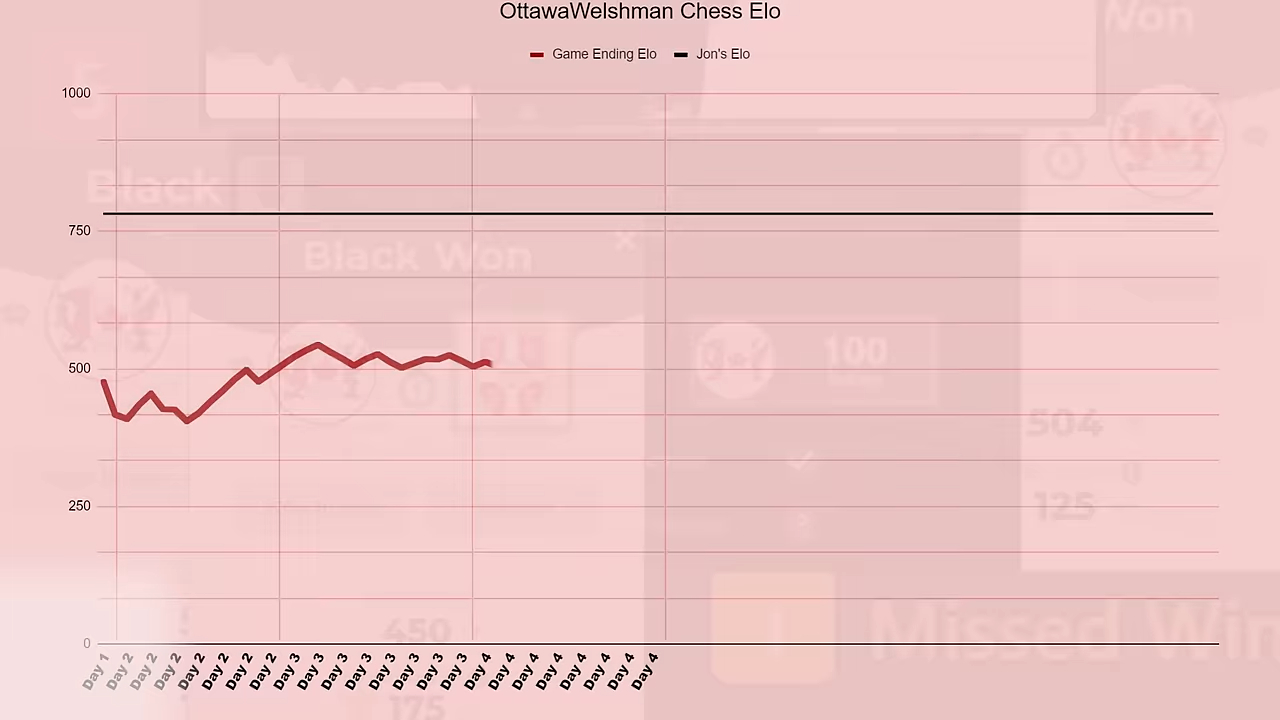 OttawaWelshman Chess Elo
Game Ending Elo
Jon's Elo
Won
5
1000
Black
750
Black Won
500
100
504
250
125
0
450
Missed Win
175
Day 1
Day 2
Day 2
Day 2
Day 2
Day 2
Day 2
Day 2
Day 3
Day 3
Day 3
Day 3
Day 3
Day 3
Day 3
Day 3
Day 4
Day 4
Day 4
Day 4
Day 4
Day 4
Day 4
Day 4